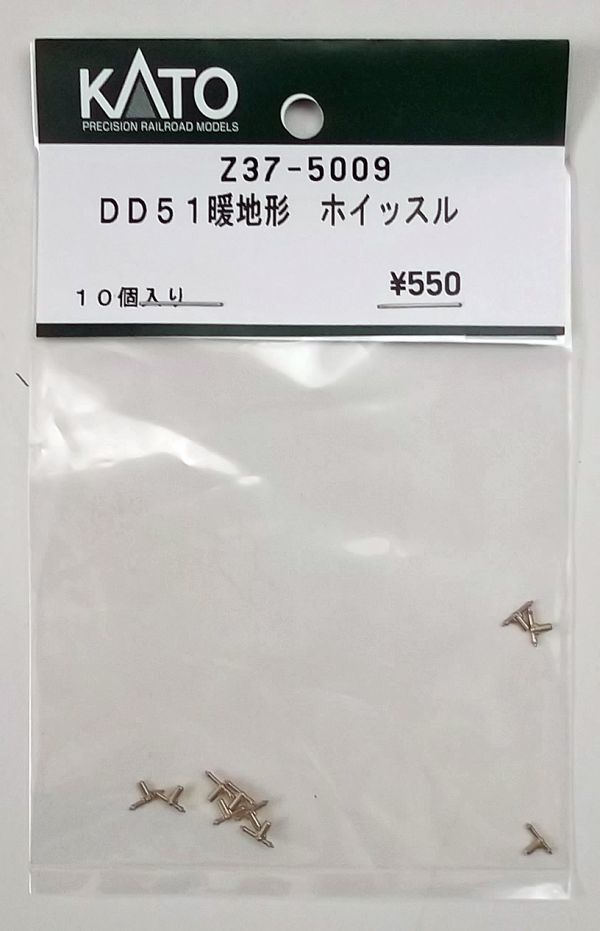 KATO
PRECISION RAILROAD MODELS
Z37-5009
DD51暖地形　ホイッスル
¥550
10個入り